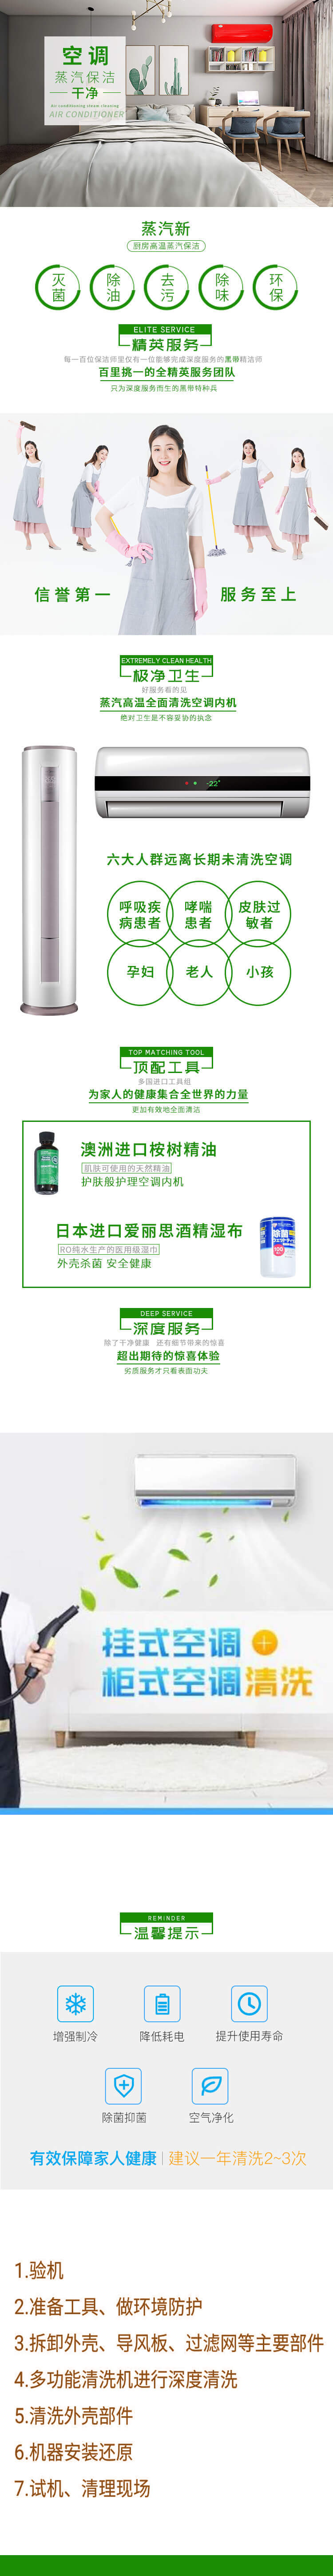 空调
蒸汽保洁
干净
Air conditioning steam cleaning
AIR CONDITIONER
蒸汽新
厨房高温蒸汽保洁
灭菌
除油
去污
除味
环保
ELITE SERVICE
精英服务
每一百位保洁师里仅有一位能够完成深度服务的黑带精洁师
百里挑一的全精英服务团队
只为深度服务而生的黑带特种兵
信誉第一
服务至上
EXTREMELY CLEAN HEALTH
极净卫生
好服务看的见
蒸汽高温全面清洗空调内机
绝对卫生是不容妥协的执念
-22°
六大人群远离长期未清洗空调
呼吸疾病患者
哮喘患者
皮肤过敏者
孕妇
老人
小孩
TOP MATCHING TOOL
顶配工具
多国进口工具组
为家人的健康集合全世界的力量
更加有效地全面清洁
澳洲进口桉树精油
肌肤可使用的天然精油
护肤般护理空调内机
日本进口爱丽思酒精湿布
RO纯水生产的医用级湿巾
外壳杀菌 安全健康
除菌
100
DEEP SERVICE
深度服务
除了干净健康 还有细节带来的惊喜
超出期待的惊喜体验
劣质服务才只看表面功夫
挂式空调+
柜式空调清洗
REMINDER
温馨提示
增强制冷
降低耗电
提升使用寿命
除菌抑菌
空气净化
有效保障家人健康|建议一年清洗2~3次
1.验机
2.准备工具、做环境防护
3.拆卸外壳、导风板、过滤网等主要部件
4.多功能清洗机进行深度清洗
5.清洗外壳部件
6.机器安装还原
7.试机、清理现场